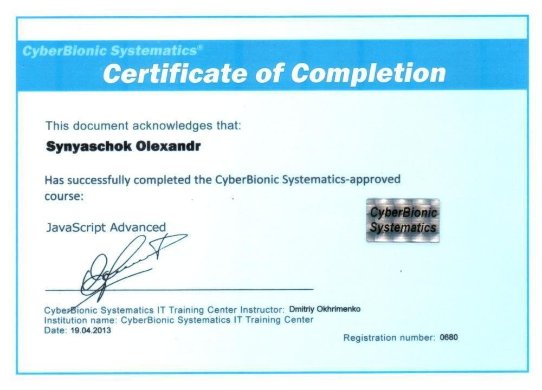 CyberBionic Systematics®
Certificate of Completion
This document acknowledges that:
Synyaschok Olexandr
Has successfully completed the CyberBionic Systematics-approved
course:
CyberBionic
Systematics
JavaScript Advanced
CyberBionic Systematics IT Training Center Instructor: Dmitriy Okhrimenko
Institution name: CyberBionic Systematics IT Training Center
Date: 19.04.2013
Registration number: 0680